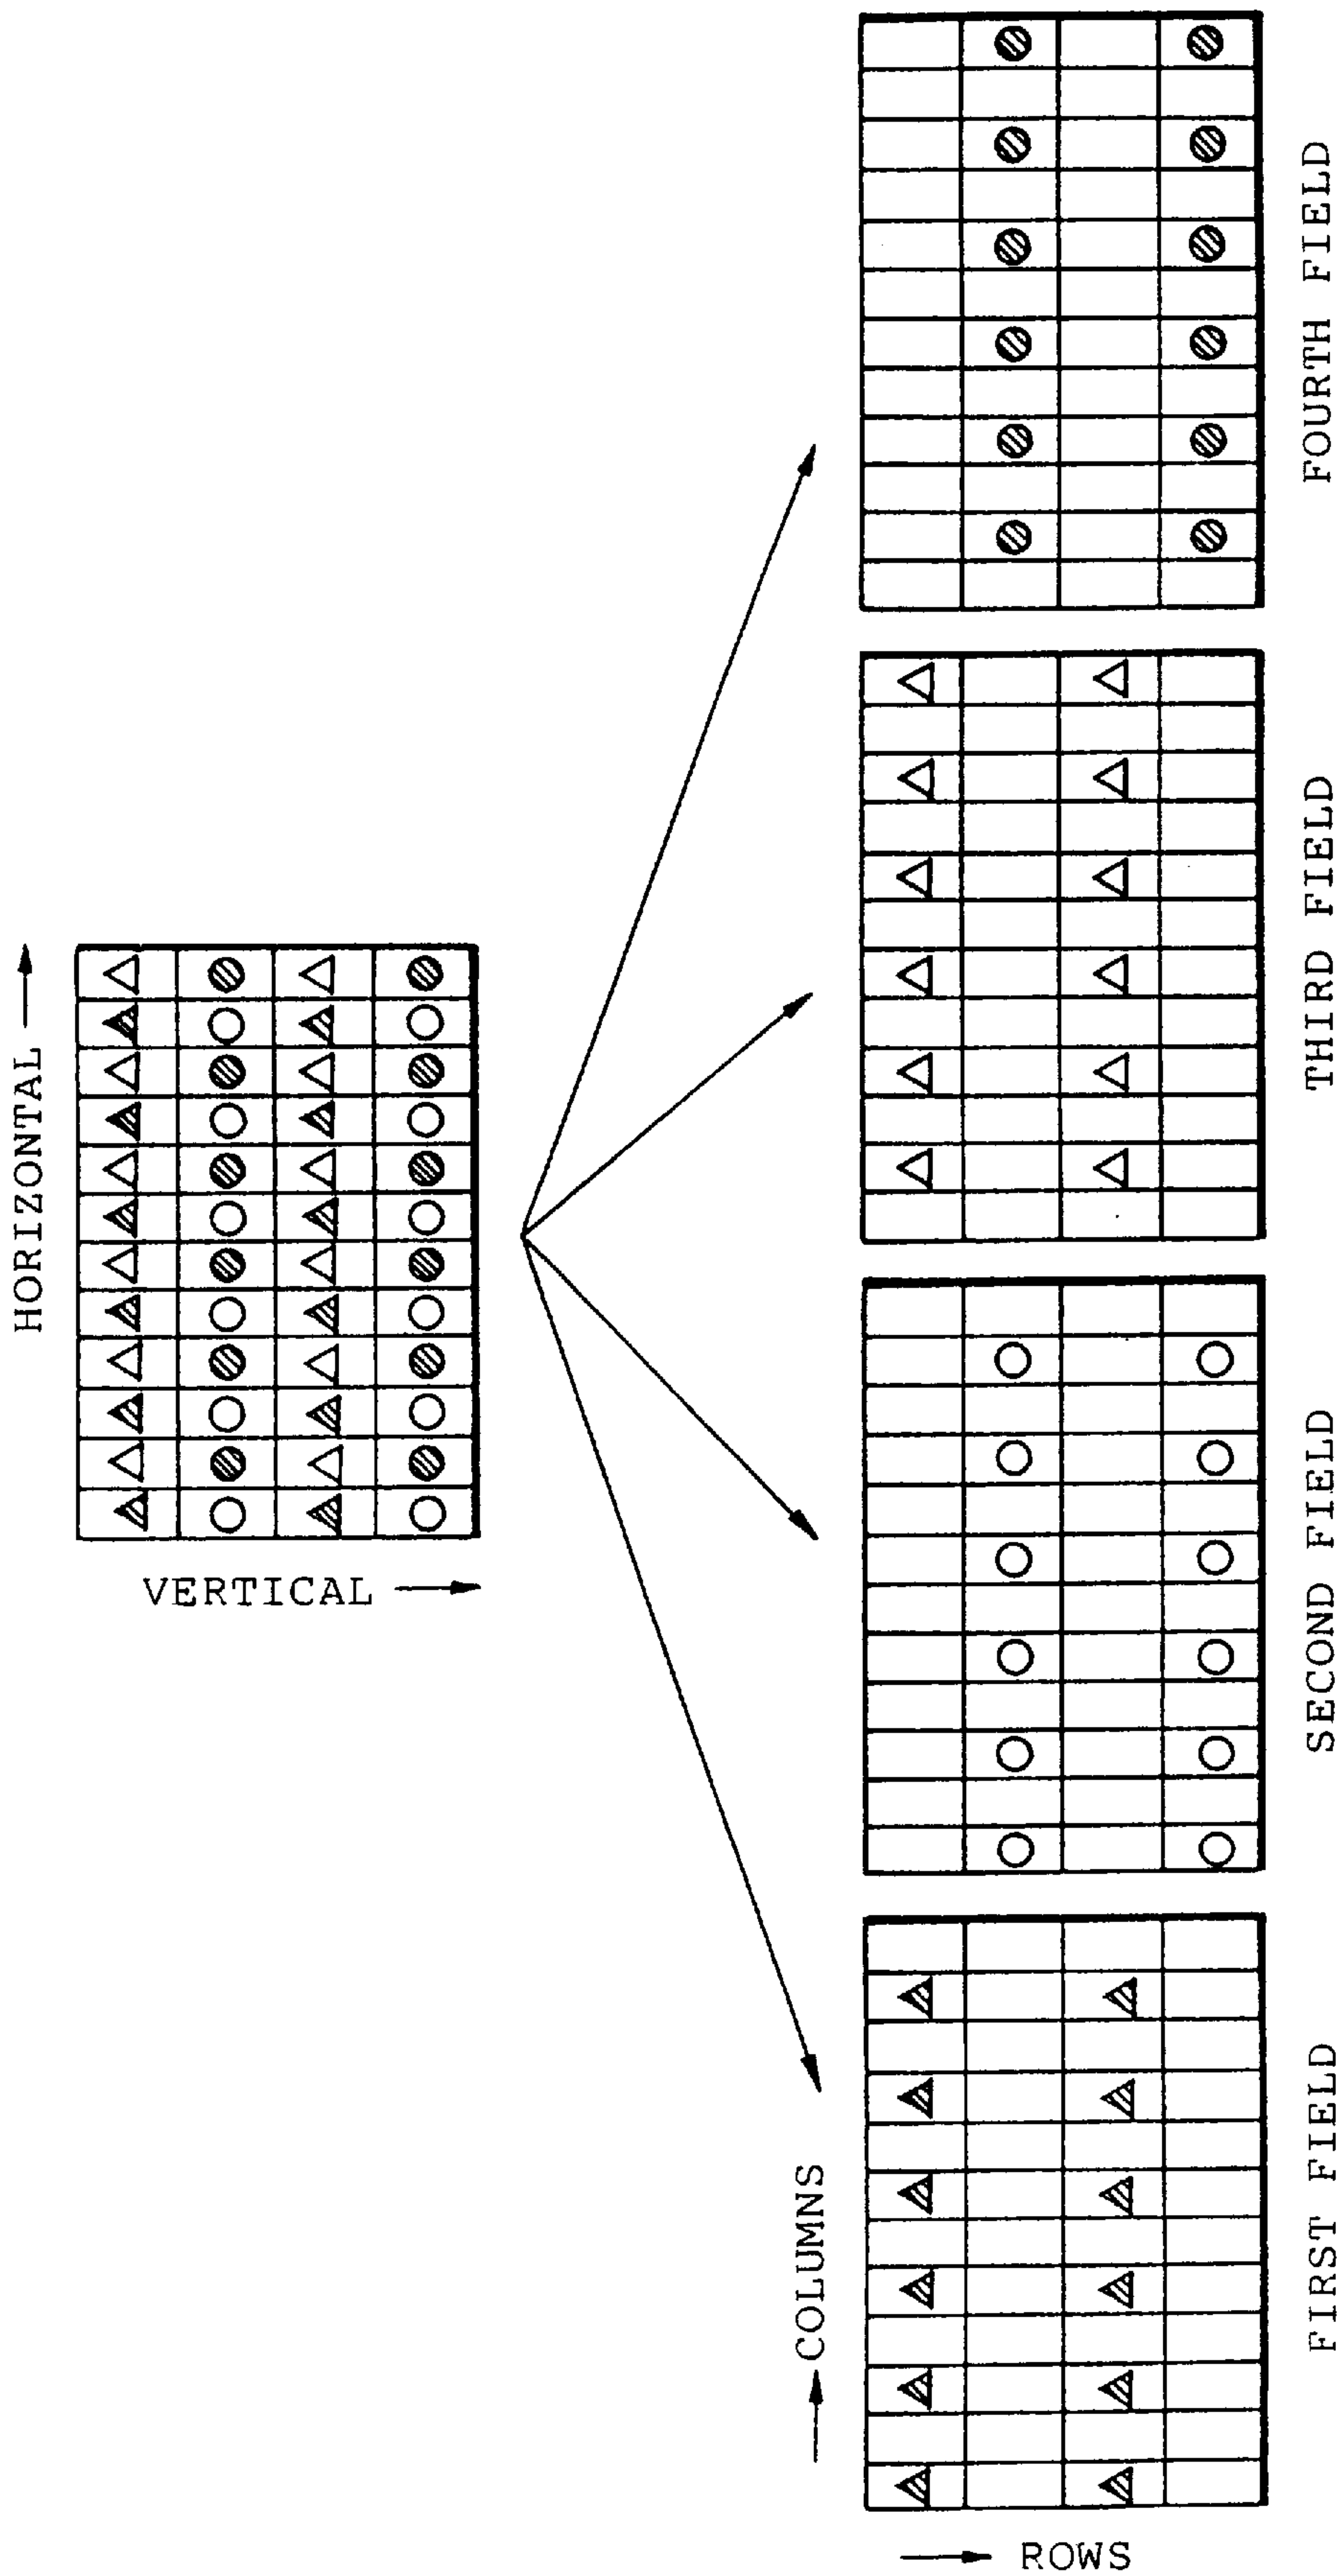 HORIZONTAL
VERTICAL
COLUMNS
ROWS
FIRST FIELD
SECOND FIELD
THIRD FIELD
FOURTH FIELD